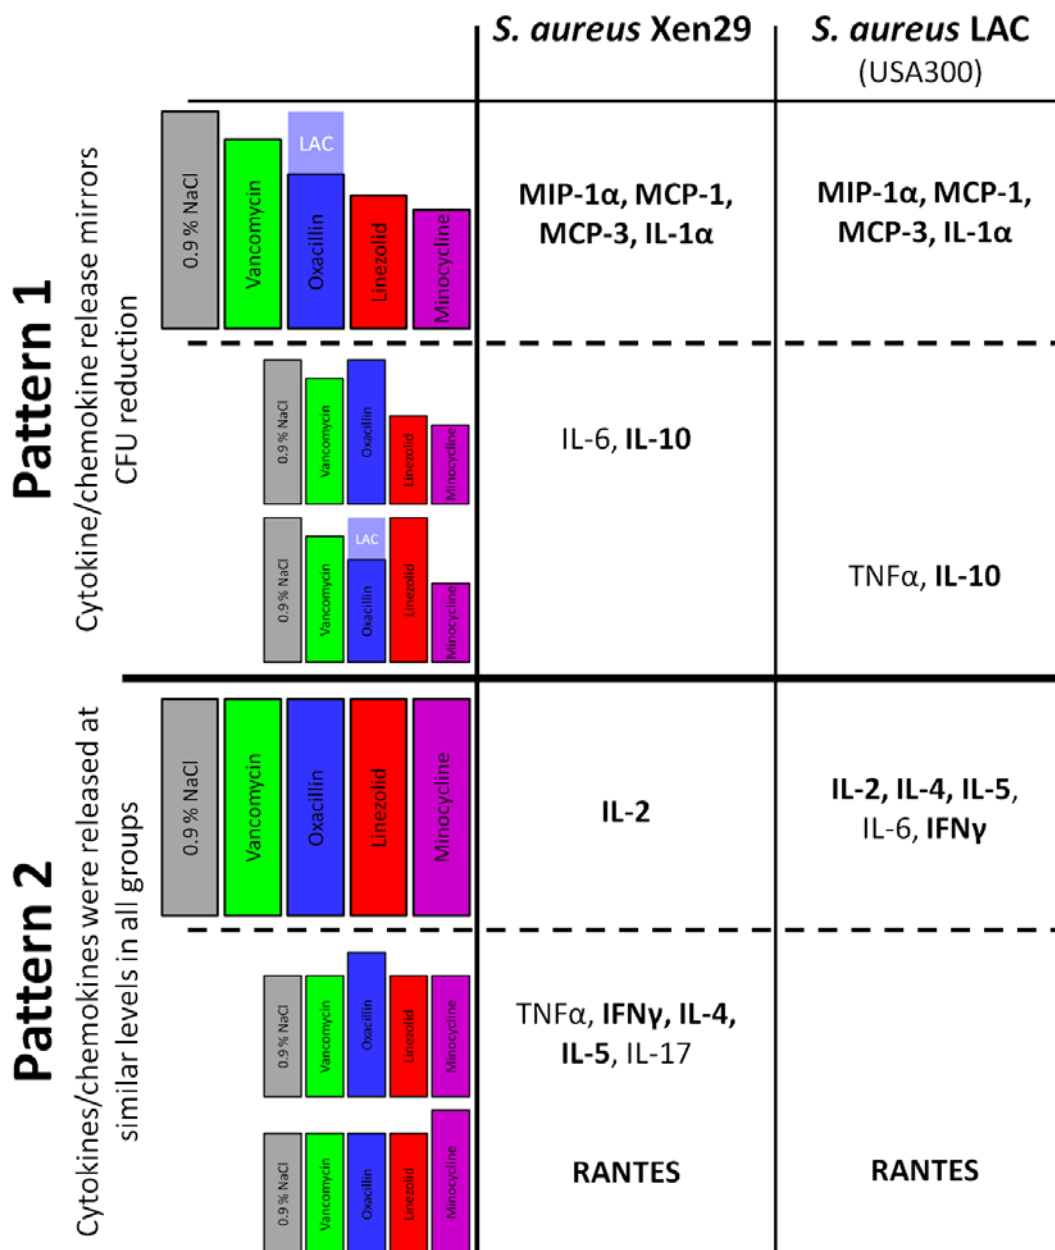 S. aureus Xen29
S. aureus LAC
(USA300)
Pattern 1
Cytokine/chemokine release mirrors
CFU reduction
0.9 % NaCl
Vancomycin
LAC
Oxacillin
Linezolid
Minocycline
MIP-1α, MCP-1,
MCP-3, IL-1α
MIP-1α, MCP-1,
MCP-3, IL-1α
0.9 % NaCl
Vancomycin
Oxacillin
Linezolid
Minocycline
IL-6, IL-10
0.9 % NaCl
Vancomycin
LAC
Oxacillin
Linezolid
Minocycline
TNFα, IL-10
Pattern 2
Cytokines/chemokines were released at
similar levels in all groups
0.9 % NaCl
Vancomycin
Oxacillin
Linezolid
Minocycline
IL-2
IL-2, IL-4, IL-5,
IL-6, IFNγ
0.9 % NaCl
Vancomycin
Oxacillin
Linezolid
Minocycline
TNFα, IFNγ, IL-4,
IL-5, IL-17
0.9 % NaCl
Vancomycin
Oxacillin
Linezolid
Minocycline
RANTES
RANTES